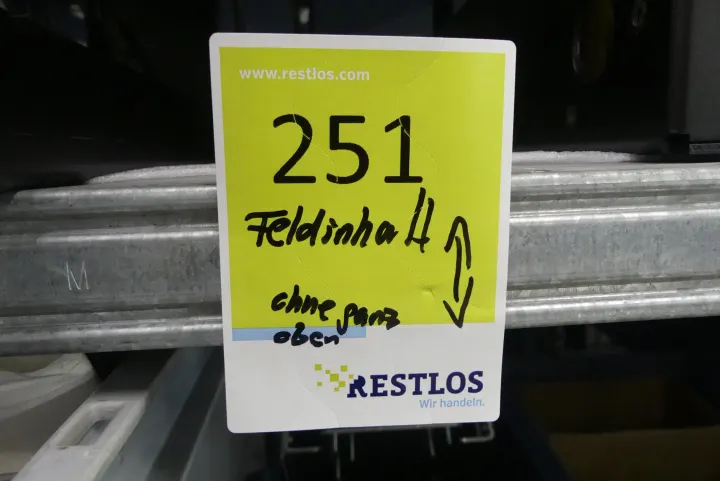 www.restlos.com
251
Feldinhalt
ohne ganz
oben
RESTLOS
Wir handeln.
M